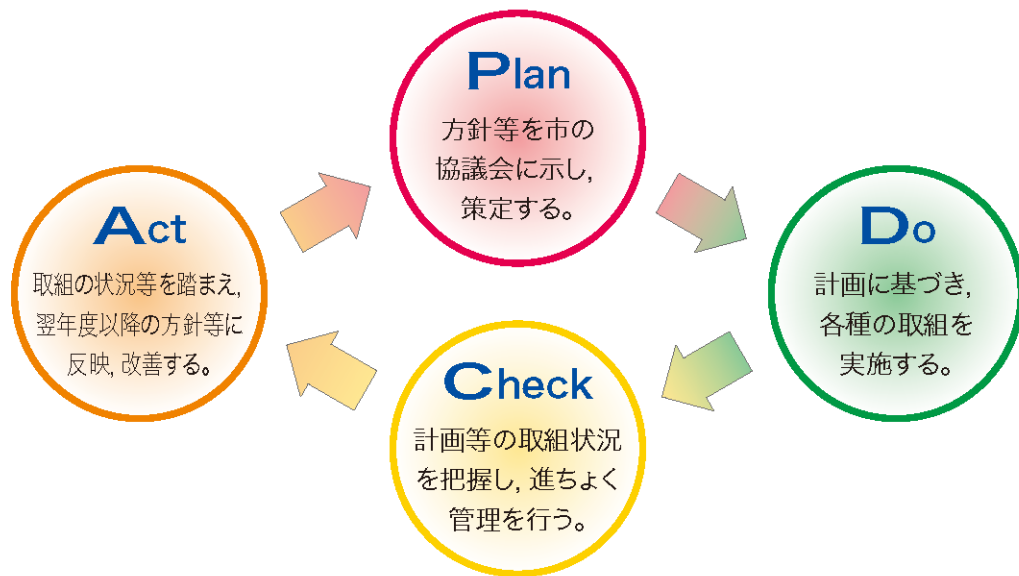 Plan
方針等を市の
協議会に示し,
策定する。
Do
計画に基づき,
各種の取組を
実施する。
Check
計画等の取組状況
を把握し, 進ちょく
管理を行う。
Act
取組の状況等を踏まえ,
翌年度以降の方針等に
反映, 改善する。